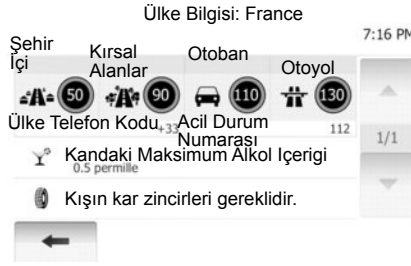 Ülke Bilgisi: France
7:16 PM
Şehir İçi
Kırsal Alanlar
Otoban
Otoyol
50
90
110
130
Ülke Telefon Kodu +33
Acil Durum Numarası 112
1/1
Kandaki Maksimum Alkol Içerigi
0.5 permille
Kışın kar zincirleri gereklidir.